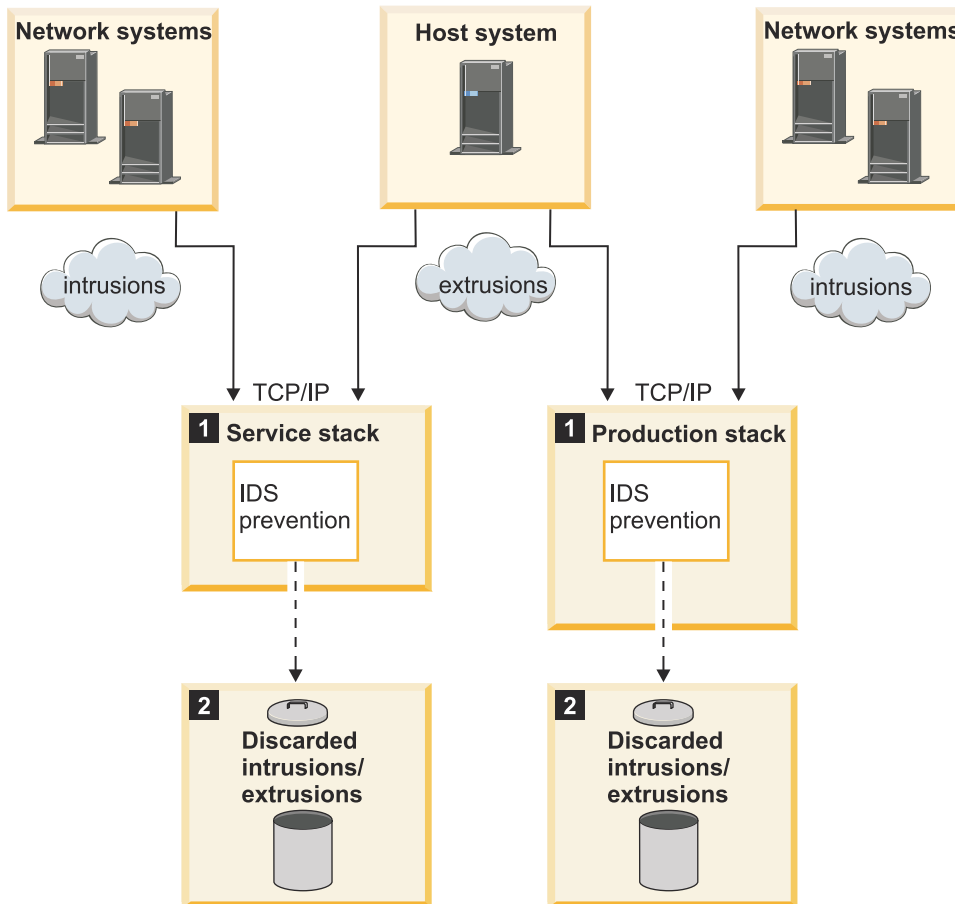 Network systems
Host system
Network systems
intrusions
extrusions
intrusions
TCP/IP
TCP/IP
1 Service stack
IDS
prevention
1 Production stack
IDS
prevention
2
Discarded
intrusions/
extrusions
2
Discarded
intrusions/
extrusions